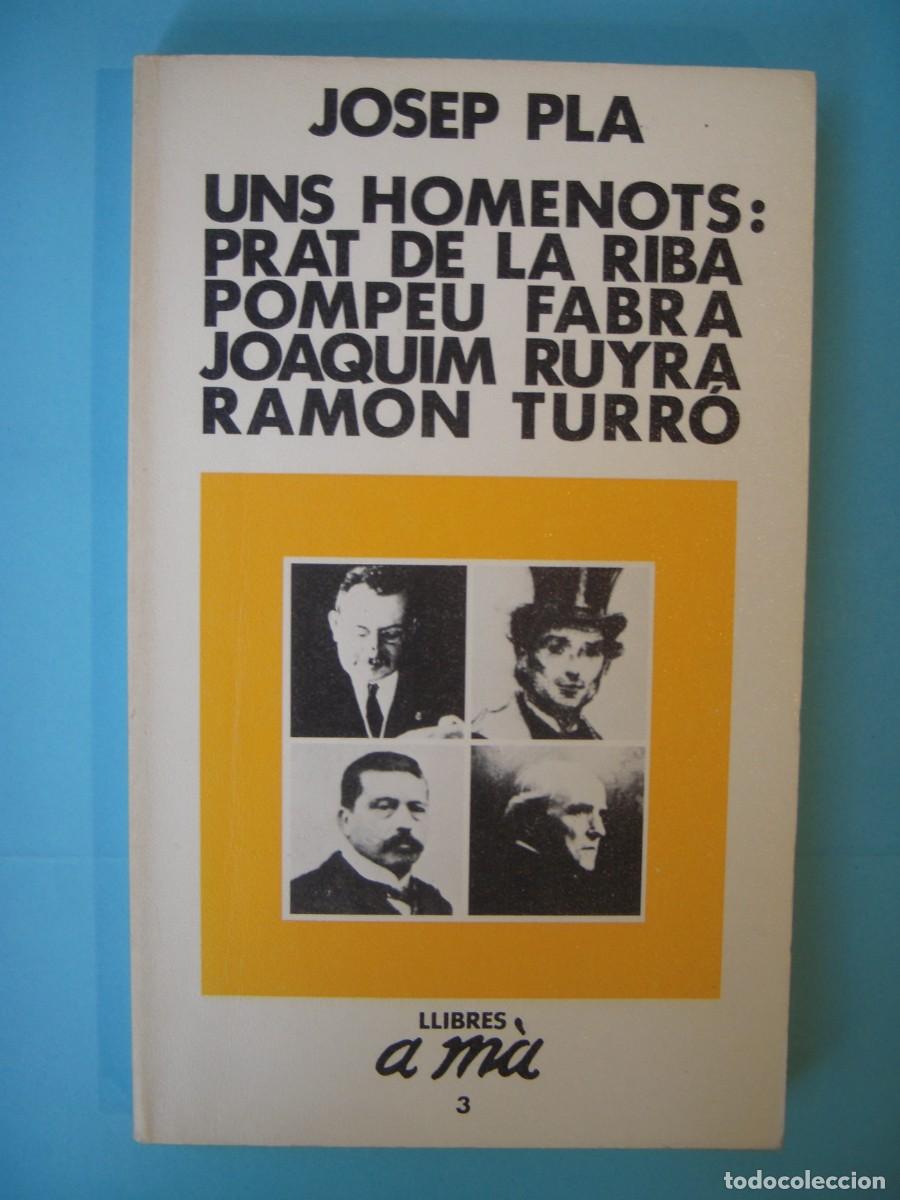 JOSEP PLA
UNS HOMENOTS:
PRAT DE LA RIBA
POMPEU FABRA
JOAQUIM RUYRA
RAMON TURRÓ
LLIBRES
a mà
3
todocoleccion